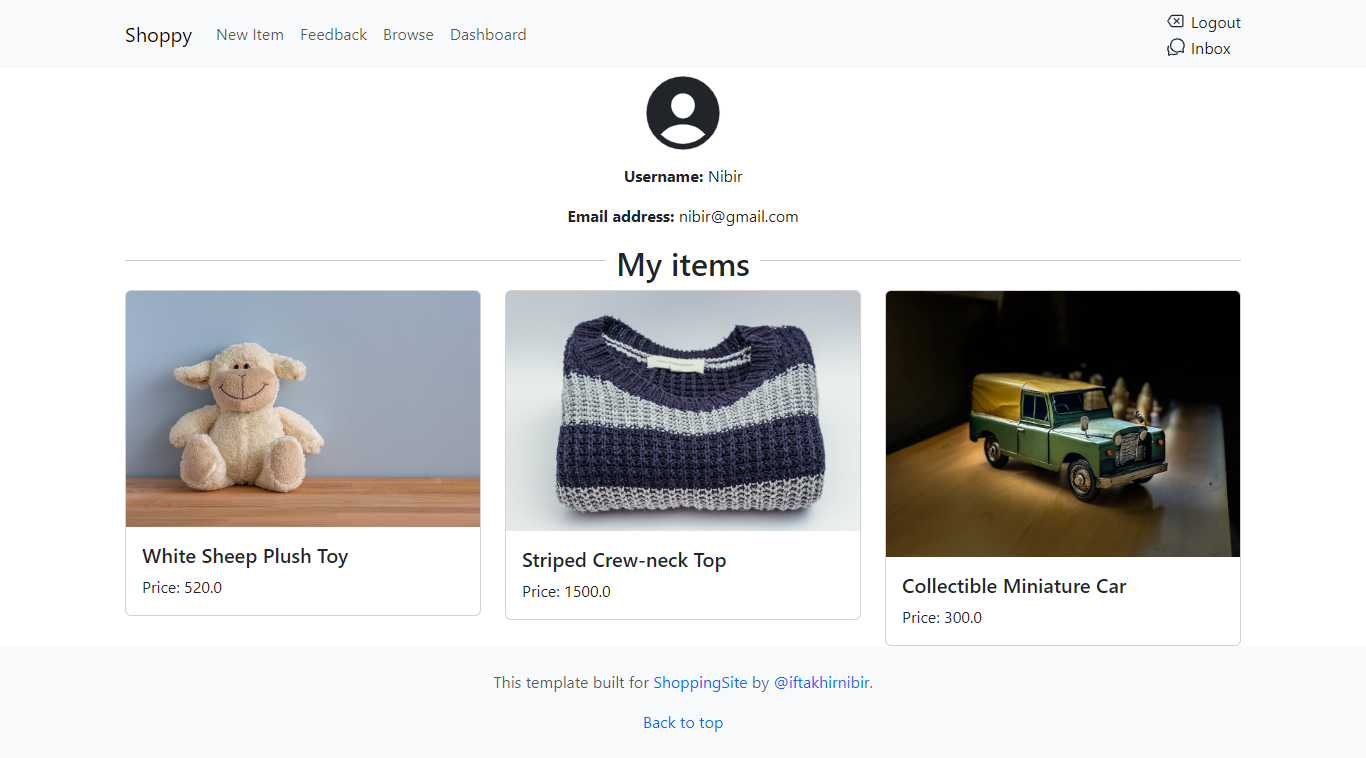 Shoppy New Item Feedback Browse Dashboard
Logout
Inbox
Username: Nibir
Email address: nibir@gmail.com
My items
White Sheep Plush Toy
Price: 520.0
Striped Crew-neck Top
Price: 1500.0
Collectible Miniature Car
Price: 300.0
This template built for ShoppingSite by @iftakhirnibir.
Back to top